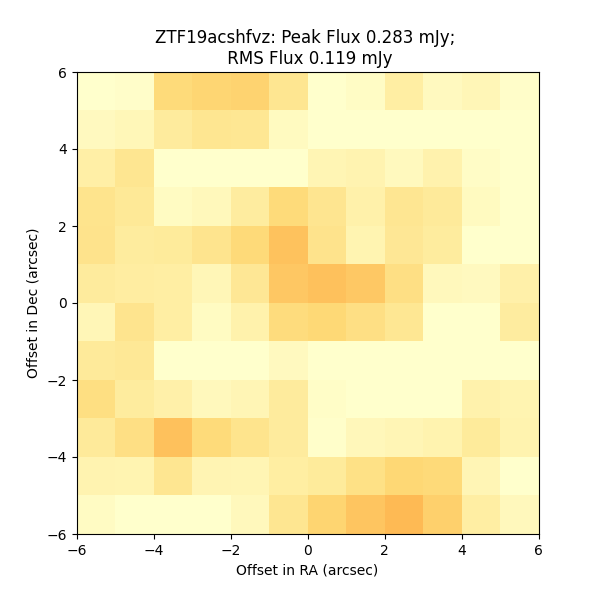 ZTF19acshfvz: Peak Flux 0.283 mJy;
RMS Flux 0.119 mJy
6
4
2
0
−2
−4
−6
Offset in Dec (arcsec)
−6 −4 −2 0 2 4 6
Offset in RA (arcsec)